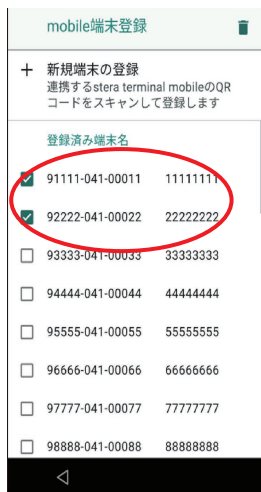 mobile端末登録
新規端末の登録
連携するstera terminal mobileのQR
コードをスキャンして登録します
登録済み端末名
91111-041-00011 11111111
92222-041-00022 22222222
93333-041-00033 33333333
94444-041-00044 44444444
95555-041-00055 55555555
96666-041-00066 66666666
97777-041-00077 77777777
98888-041-00088 88888888